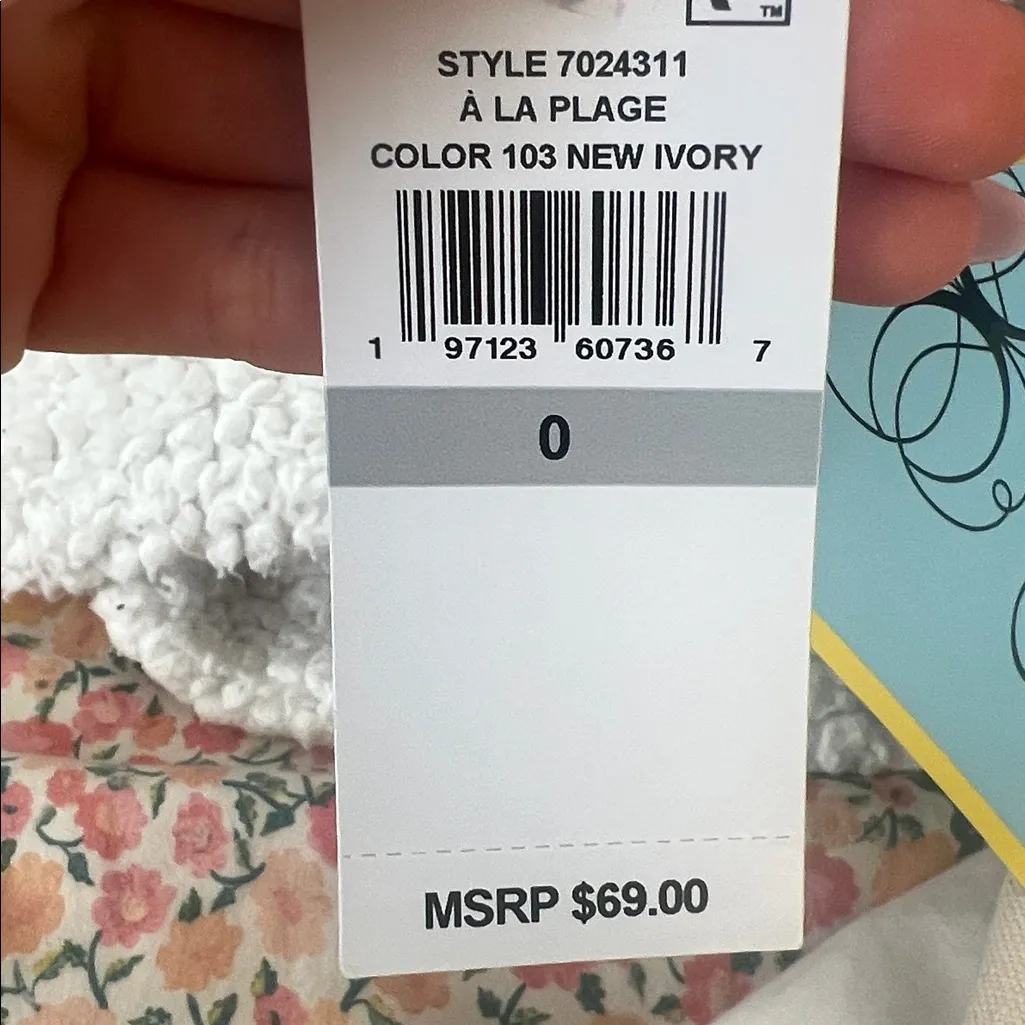 TM
STYLE 7024311
À LA PLAGE
COLOR 103 NEW IVORY
1 97123 60736 7
0
MSRP $69.00